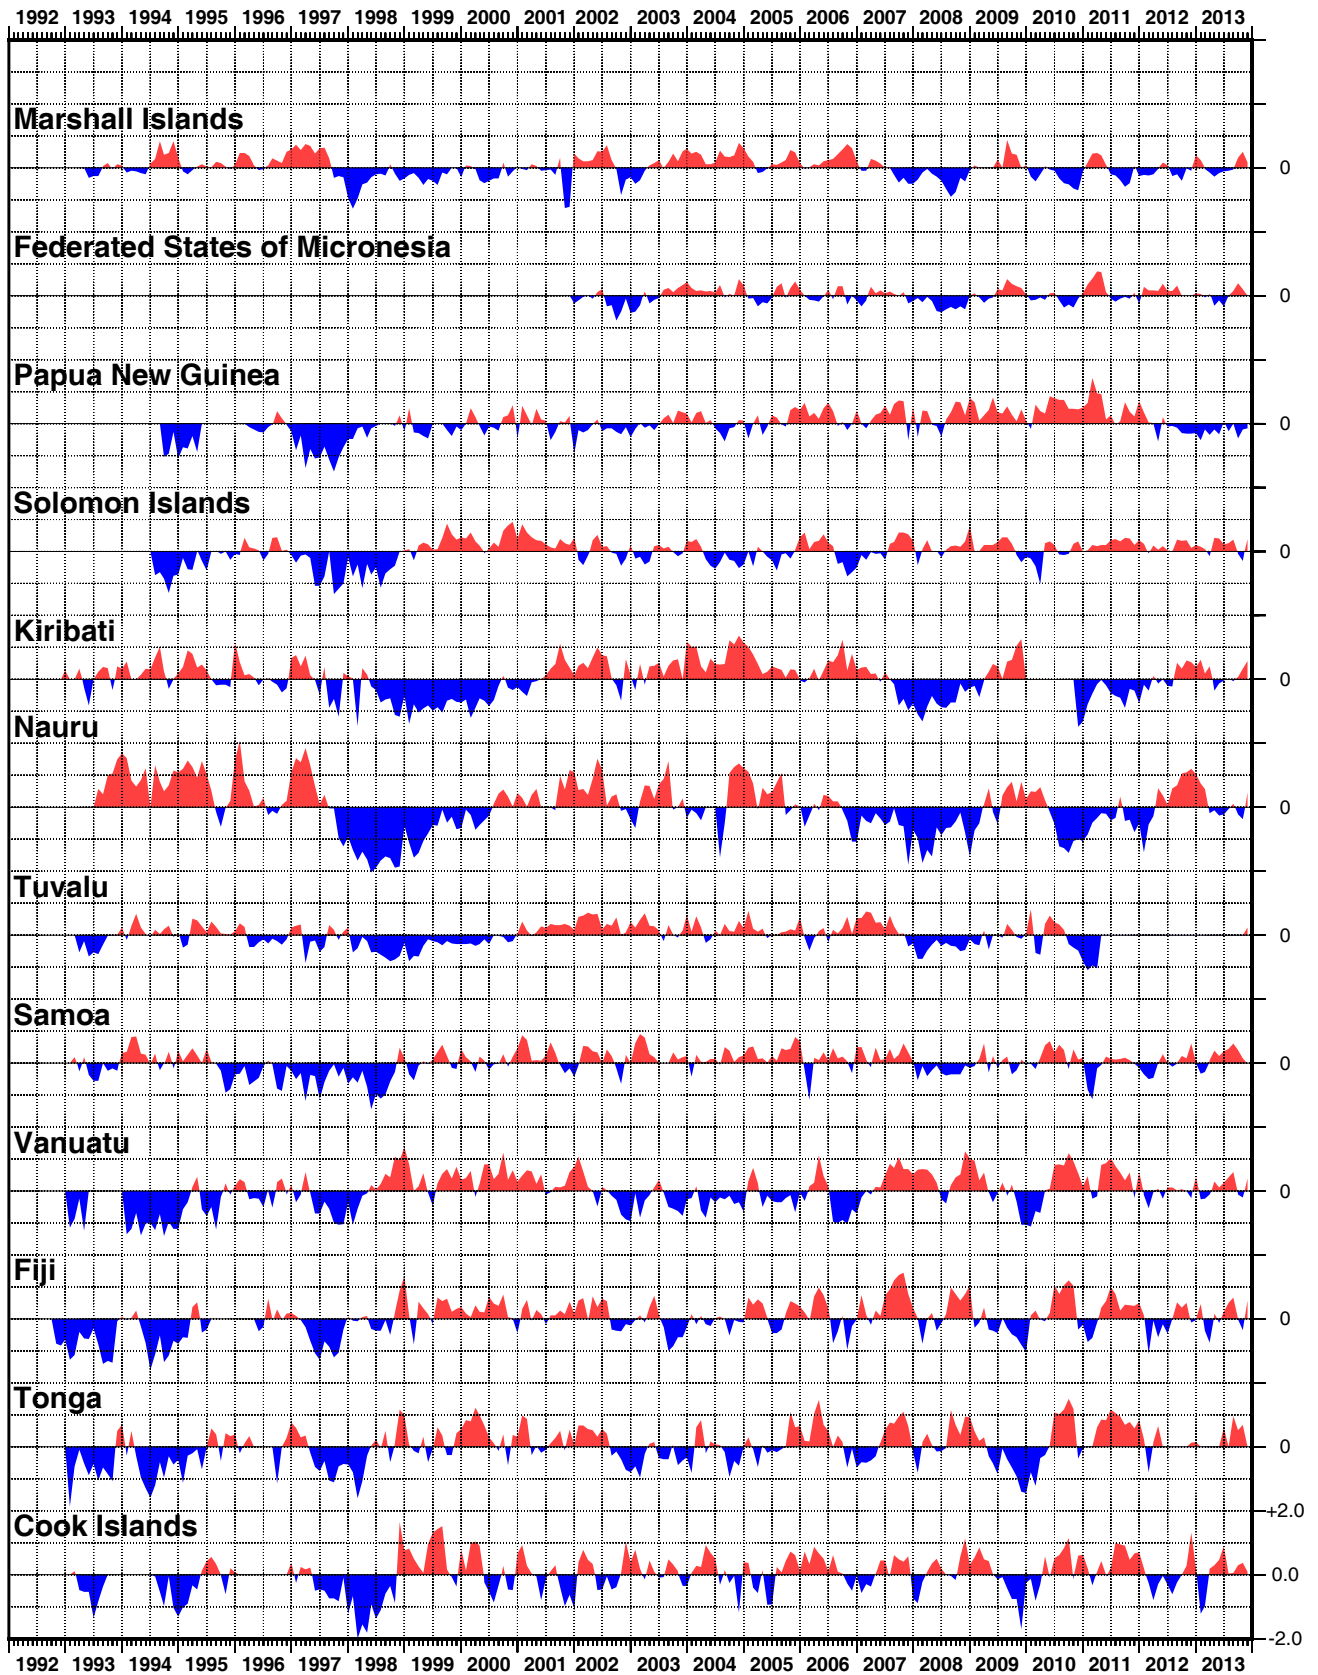 1992 1993 1994 1995 1996 1997 1998 1999 2000 2001 2002 2003 2004 2005 2006 2007 2008 2009 2010 2011 2012 2013
Marshall Islands
0
Federated States of Micronesia
0
Papua New Guinea
0
Solomon Islands
0
Kiribati
0
Nauru
0
Tuvalu
0
Samoa
0
Vanuatu
0
Fiji
0
Tonga
0
+2.0
Cook Islands
0.0
-2.0
1992 1993 1994 1995 1996 1997 1998 1999 2000 2001 2002 2003 2004 2005 2006 2007 2008 2009 2010 2011 2012 2013